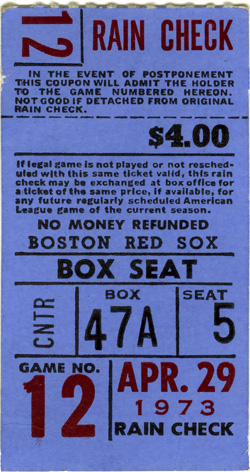 12
RAIN CHECK
IN THE EVENT OF POSTPONEMENT
THIS COUPON WILL ADMIT THE HOLDER
TO THE GAME NUMBERED HEREON.
NOT GOOD IF DETACHED FROM ORIGINAL
RAIN CHECK.
$4.00
If legal game is not played or not resched-
uled with this same ticket valid, this rain
check may be exchanged at box office for
a ticket of the same price, if available, for
any future regularly scheduled American
League game of the current season.
NO MONEY REFUNDED
BOSTON RED SOX
BOX SEAT
CNTR
BOX
47A
SEAT
5
GAME NO.
12
APR. 29
1973
RAIN CHECK